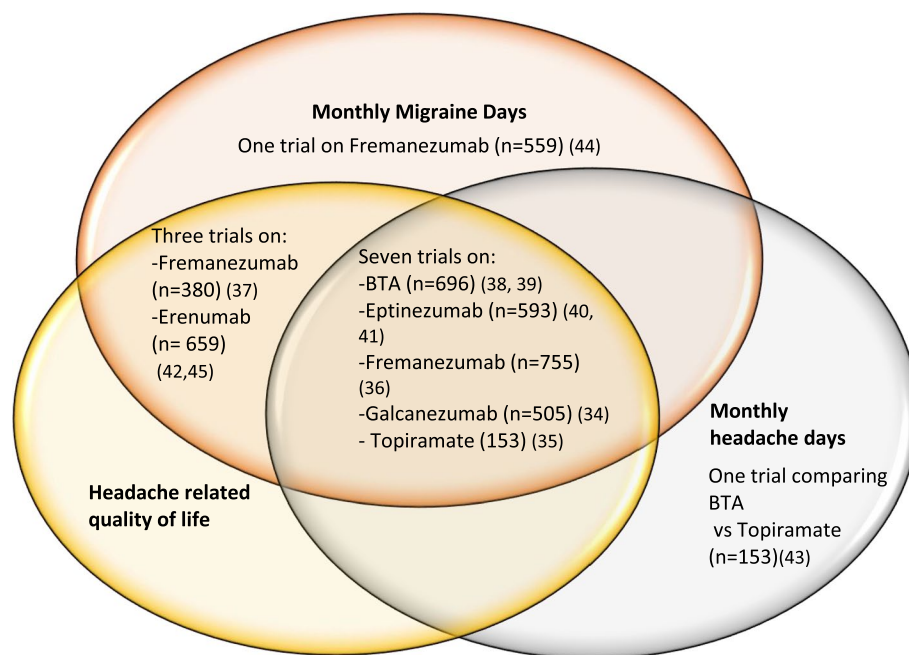 Monthly Migraine Days
One trial on Fremanezumab (n=559) (44)
Three trials on:
-Fremanezumab
(n=380) (37)
-Erenumab
(n= 659)
(42,45)
Seven trials on:
-BTA (n=696) (38, 39)
-Eptinezumab (n=593) (40,
41)
-Fremanezumab (n=755)
(36)
-Galcanezumab (n=505) (34)
- Topiramate (153) (35)
Monthly
headache days
One trial comparing
BTA
vs Topiramate
(n=153)(43)
Headache related
quality of life